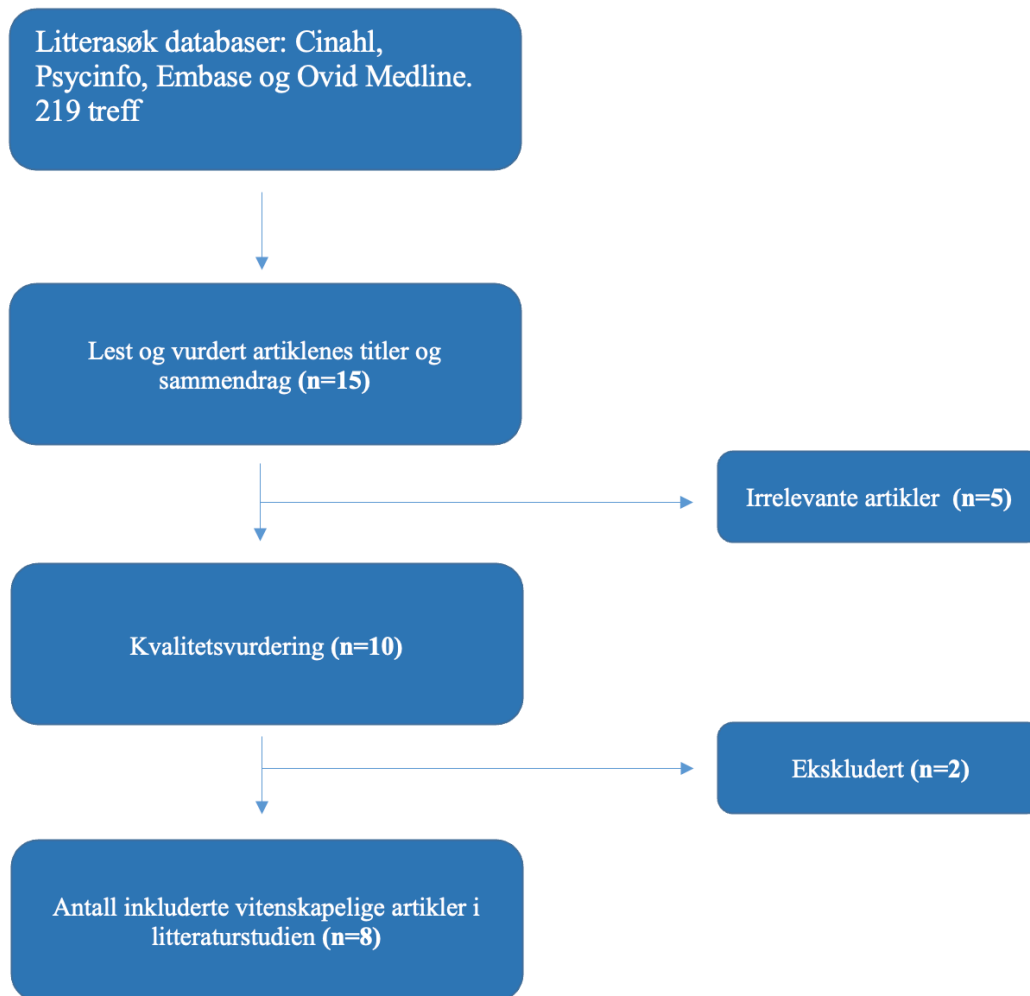 Litterasøk databaser: Cinahl,
Psycinfo, Embase og Ovid Medline.
219 treff
Lest og vurdert artiklenes titler og
sammendrag (n=15)
Irrelevante artikler (n=5)
Kvalitetsvurdering (n=10)
Ekskludert (n=2)
Antall inkluderte vitenskapelige artikler i
litteraturstudien (n=8)